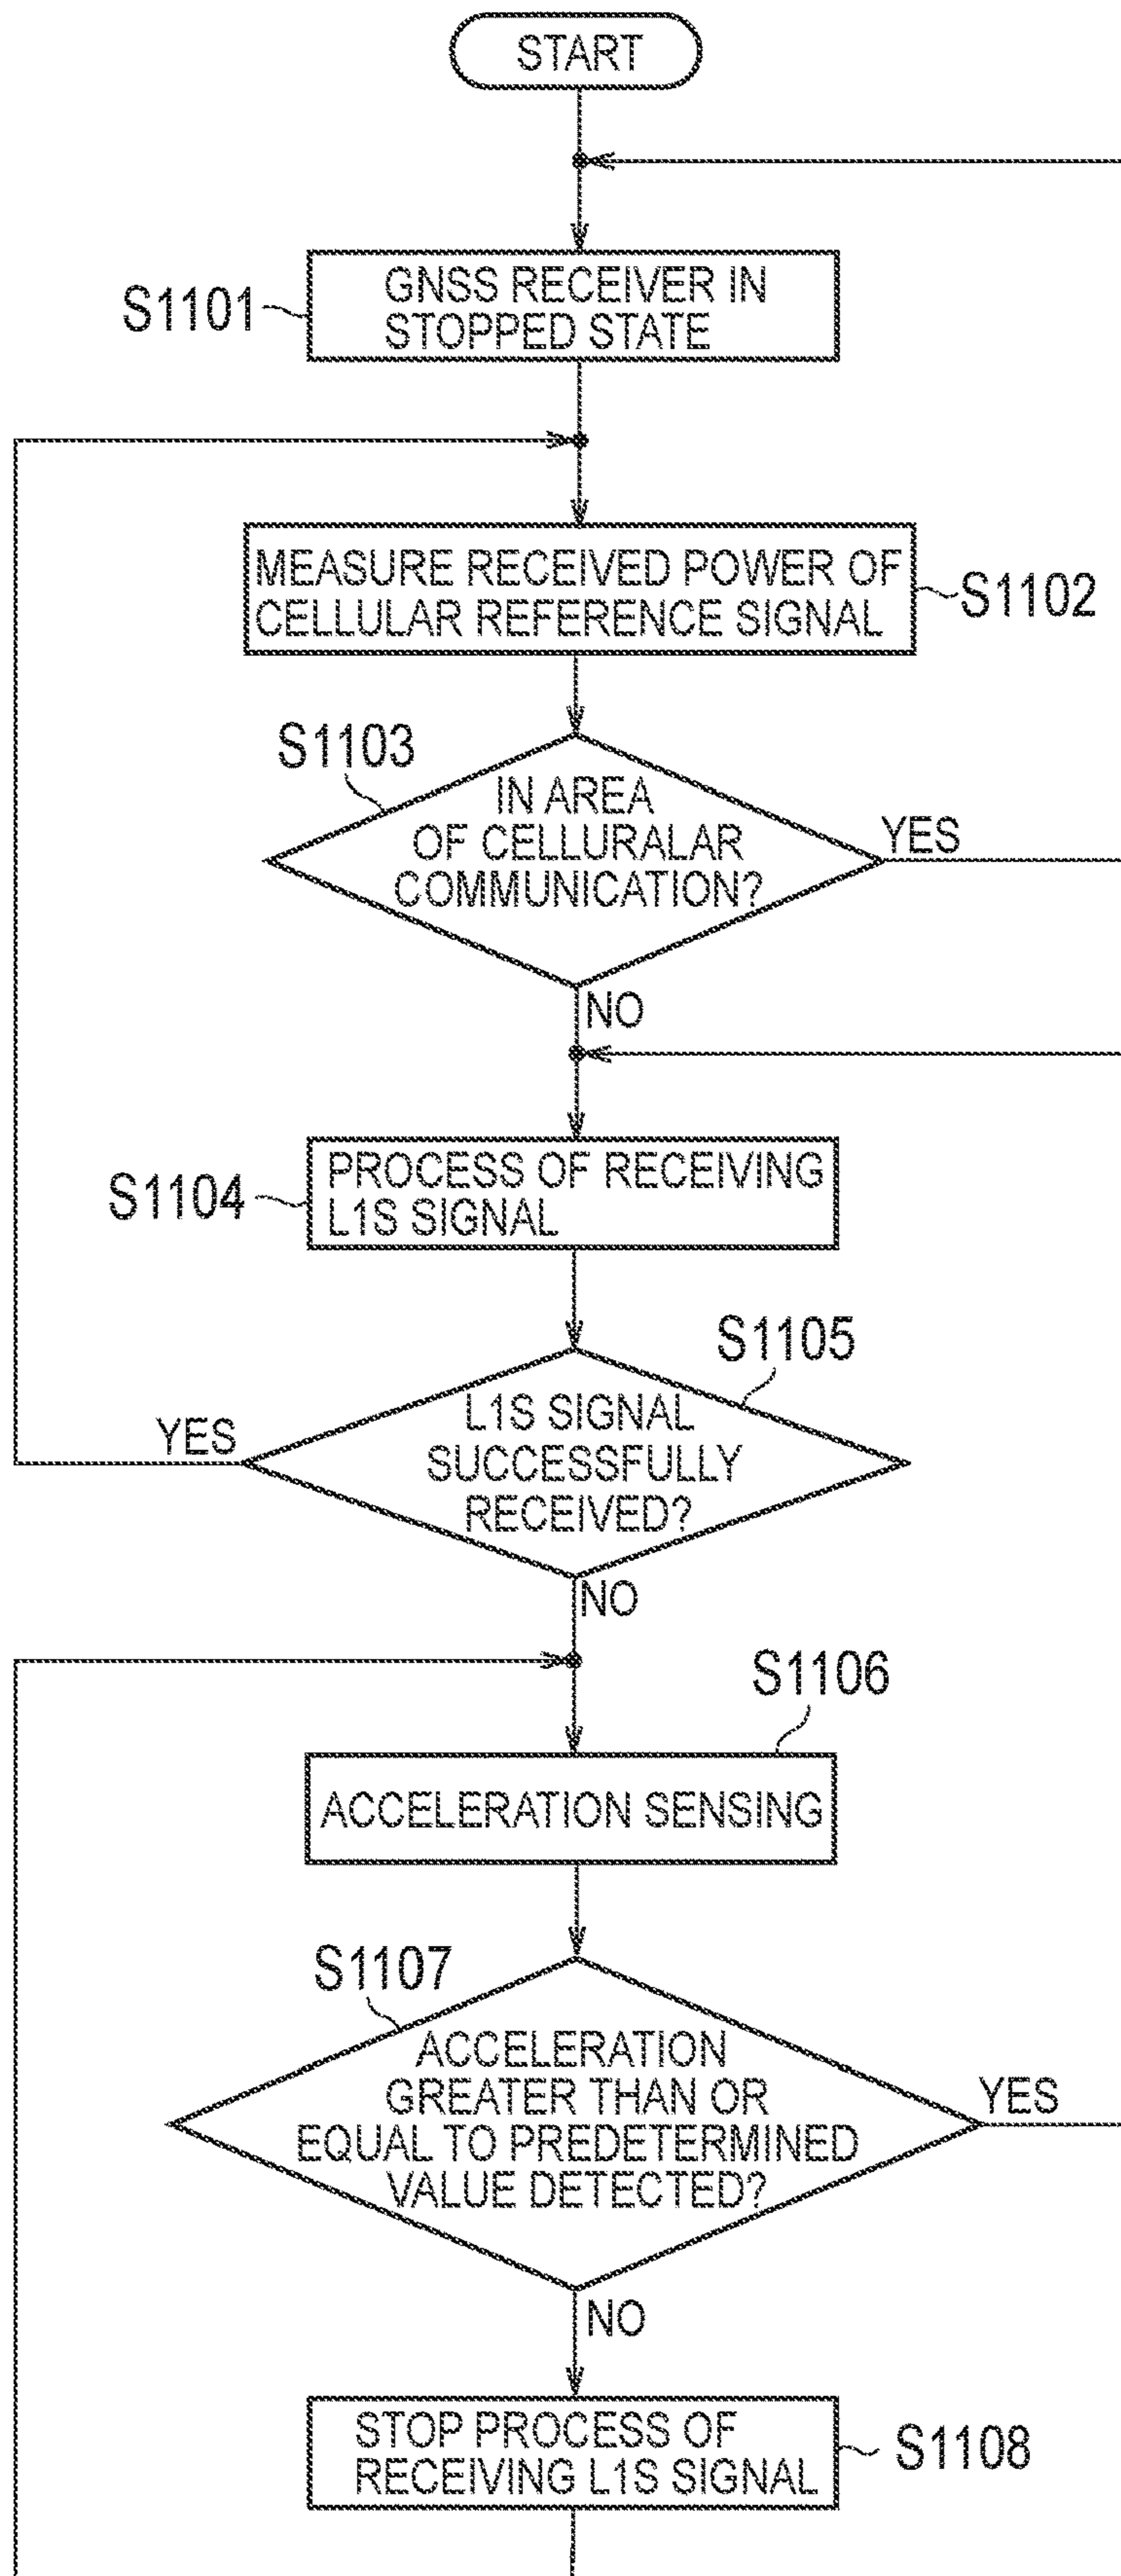 START
S1101
GNSS RECEIVER IN
STOPPED STATE
MEASURE RECEIVED POWER OF
CELLULAR REFERENCE SIGNAL
S1102
S1103
IN AREA
OF CELLURALAR
COMMUNICATION?
YES
NO
S1104
PROCESS OF RECEIVING
L1S SIGNAL
S1105
L1S SIGNAL
SUCCESSFULLY
RECEIVED?
YES
NO
S1106
ACCELERATION SENSING
S1107
ACCELERATION
GREATER THAN OR
EQUAL TO PREDETERMINED
VALUE DETECTED?
YES
NO
STOP PROCESS OF
RECEIVING L1S SIGNAL
S1108